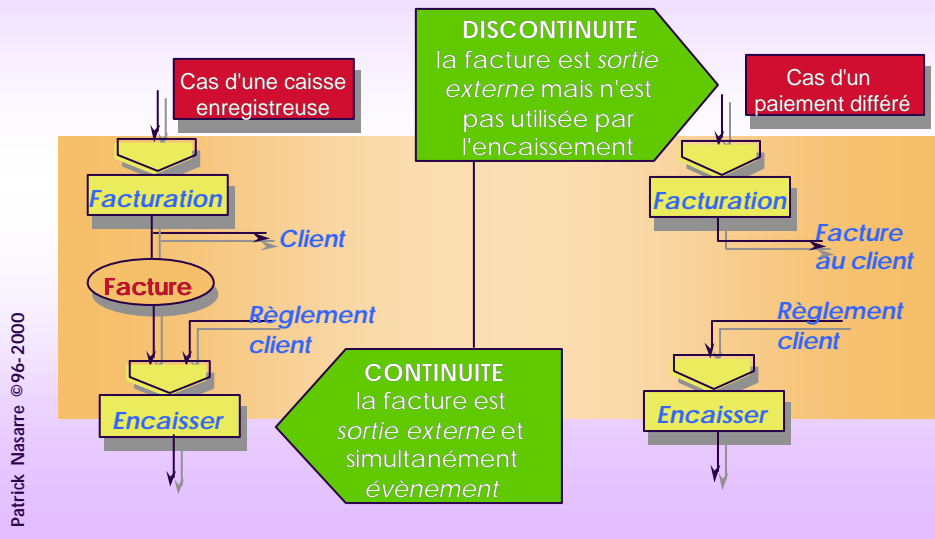 DISCONTINUITE
la facture est sortie
externe mais n'est
pas utilisée par
l'encaissement
Cas d'une caisse
enregistreuse
Cas d'un
paiement différé
Facturation
Client
Facture
Règlement
client
Encaisser
CONTINUITE
la facture est
sortie externe et
simultanément
évènement
Facturation
Facture
au client
Règlement
client
Encaisser
Patrick Nasarre ©96-2000